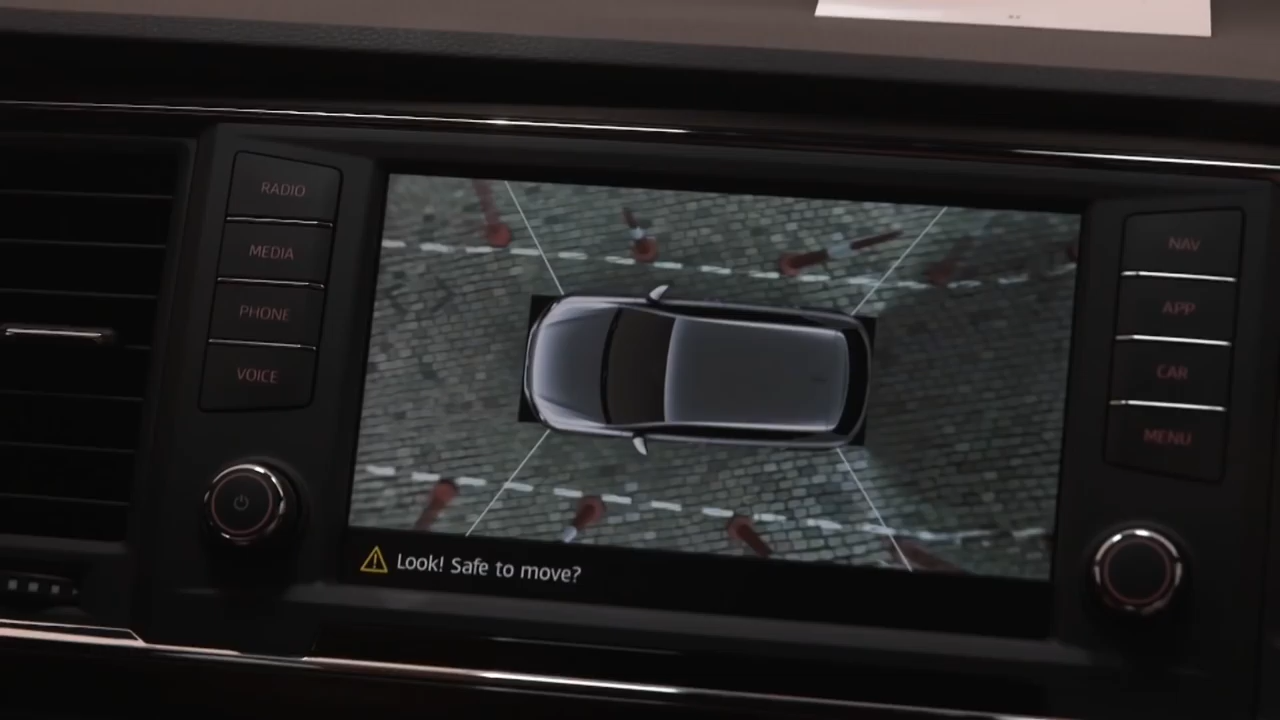 RADIO
MEDIA
PHONE
VOICE
NAV
APP
CAR
MENU
Look! Safe to move?